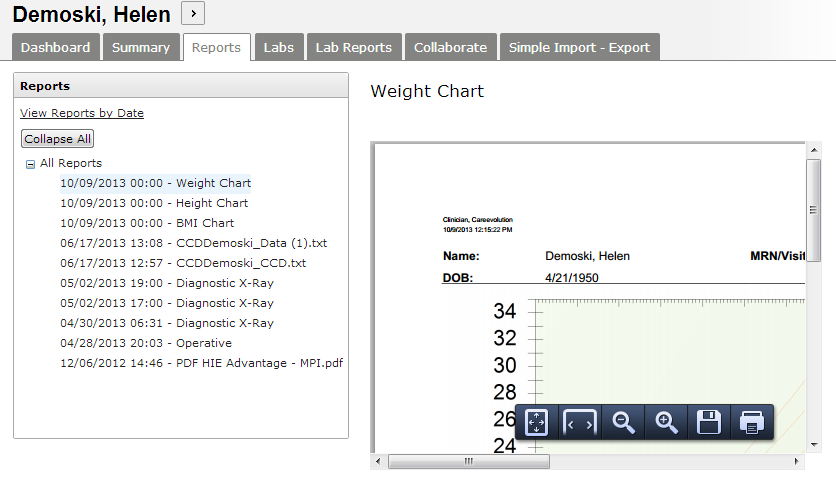 Demoski, Helen
Dashboard Summary Reports Labs Lab Reports Collaborate Simple Import - Export
Reports
View Reports by Date
Collapse All
All Reports
10/09/2013 00:00 - Weight Chart
10/09/2013 00:00 - Height Chart
10/09/2013 00:00 - BMI Chart
06/17/2013 13:08 - CCDDemoski_Data (1).txt
06/17/2013 12:57 - CCDDemoski_CCD.txt
05/02/2013 19:00 - Diagnostic X-Ray
05/02/2013 17:00 - Diagnostic X-Ray
04/30/2013 06:31 - Diagnostic X-Ray
04/28/2013 20:03 - Operative
12/06/2012 14:46 - PDF HIE Advantage - MPI.pdf
Weight Chart
Clinician, Careevolution
10/9/2013 12:15:22 PM
Name: Demoski, Helen MRN/Visit
DOB: 4/21/1950
34
32
30
28
26
24